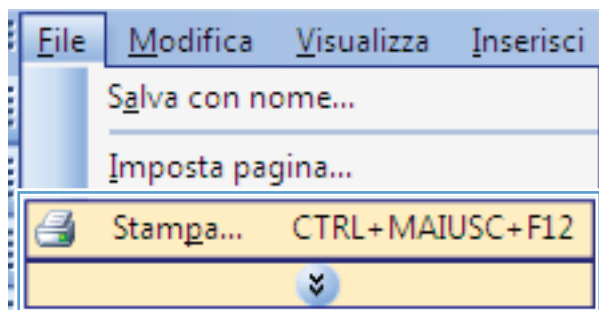 File Modifica Visualizza Inserisci
Salva con nome...
Imposta pagina...
Stampa... CTRL+MAIUSC+F12